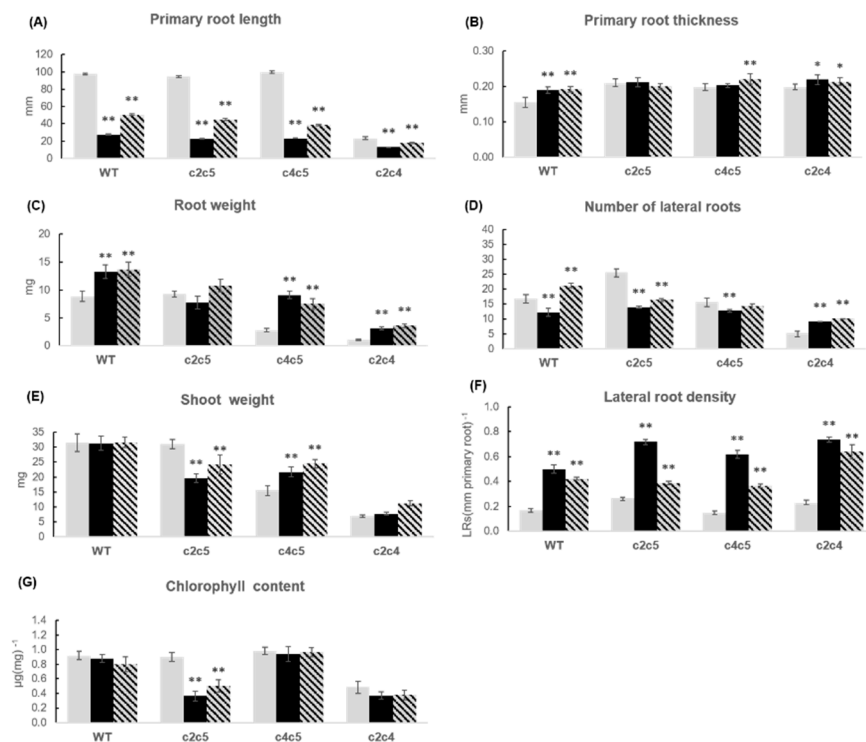 (A)
Primary root length
120
100
80
60
40
20
0
mm
** ** ** ** ** ** ** **
WT c2c5 c4c5 c2c4
(B)
Primary root thickness
0.30
0.20
0.10
0.00
mm
** ** ** * *
WT c2c5 c4c5 c2c4
(C)
Root weight
20
15
10
5
0
mg
** ** ** ** ** **
WT c2c5 c4c5 c2c4
(D)
Number of lateral roots
40
35
30
25
20
15
10
5
0
** ** ** ** ** ** **
WT c2c5 c4c5 c2c4
(E)
Shoot weight
35
30
25
20
15
10
5
0
mg
** ** ** **
WT c2c5 c4c5 c2c4
(F)
Lateral root density
1.0
0.8
0.6
0.4
0.2
0.0
LRs(mm primary root) -1
** ** ** ** ** ** ** **
WT c2c5 c4c5 c2c4
(G)
Chlorophyll content
1.4
1.2
1.0
0.8
0.6
0.4
0.2
0.0
µg(mg) -1
** **
WT c2c5 c4c5 c2c4